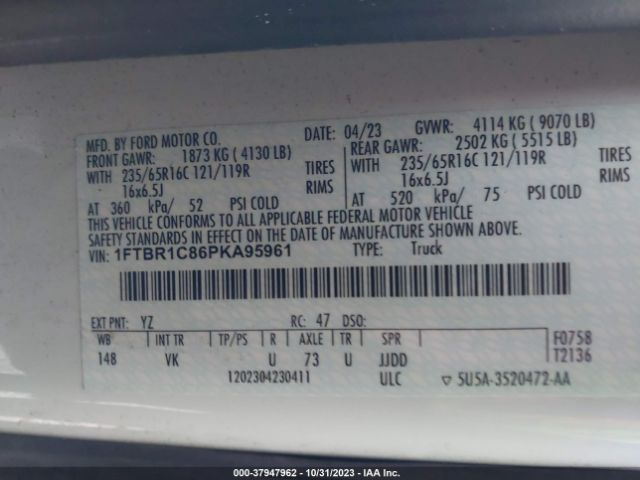 MFD. BY FORD MOTOR CO. DATE: 04/23 GVWR: 4114 KG ( 9070 LB)
FRONT GAWR: 1873 KG ( 4130 LB) REAR GAWR: 2502 KG ( 5515 LB)
WITH 235/65R16C 121/119R TIRES WITH 235/65R16C 121/119R TIRES
16x6.5J RIMS 16x6.5J RIMS
AT 360 kPa/ 52 PSI COLD AT 520 kPa/ 75 PSI COLD
THIS VEHICLE CONFORMS TO ALL APPLICABLE FEDERAL MOTOR VEHICLE
SAFETY STANDARDS IN EFFECT ON THE DATE OF MANUFACTURE SHOWN ABOVE.
VIN: 1FTBR1C86PKA95961 TYPE: Truck
EXT PNT: YZ RC: 47 DSO:
WB INT TR TP/PS R AXLE TR SPR F0758
148 VK U 73 U JJDD T2136
1202304230411 ULC ▽ 5U5A-3520472-AA
000-37947962 - 10/31/2023 - IAA Inc.